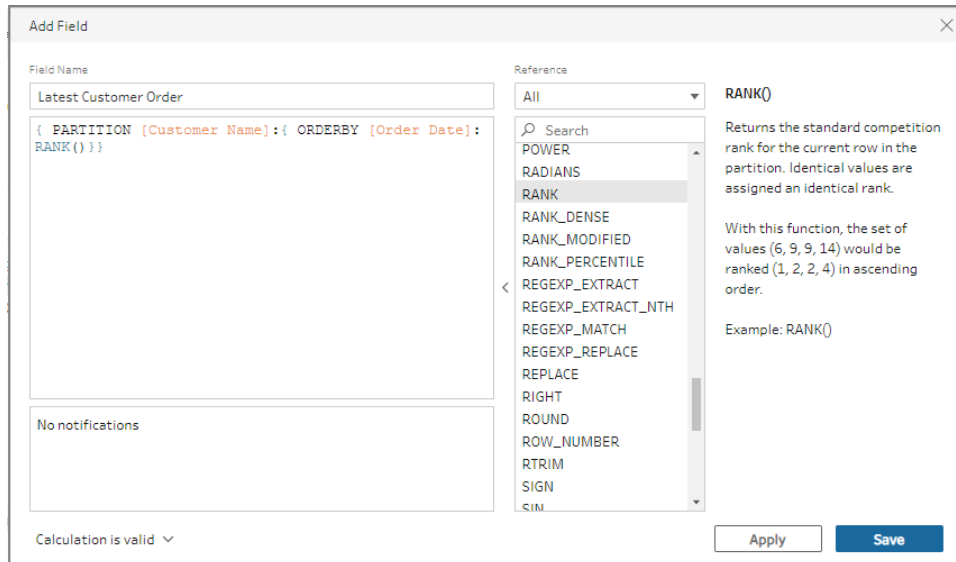 Add Field
Field Name
Latest Customer Order
{ PARTITION [Customer Name]:{ ORDERBY [Order Date]:
RANK()}}
No notifications
Calculation is valid
Reference
All
Search
POWER
RADIANS
RANK
RANK_DENSE
RANK_MODIFIED
RANK_PERCENTILE
REGEXP_EXTRACT
REGEXP_EXTRACT_NTH
REGEXP_MATCH
REGEXP_REPLACE
REPLACE
RIGHT
ROUND
ROW_NUMBER
RTRIM
SIGN
SIN
RANK()
Returns the standard competition
rank for the current row in the
partition. Identical values are
assigned an identical rank.
With this function, the set of
values (6, 9, 9, 14) would be
ranked (1, 2, 2, 4) in ascending
order.
Example: RANK()
Apply
Save